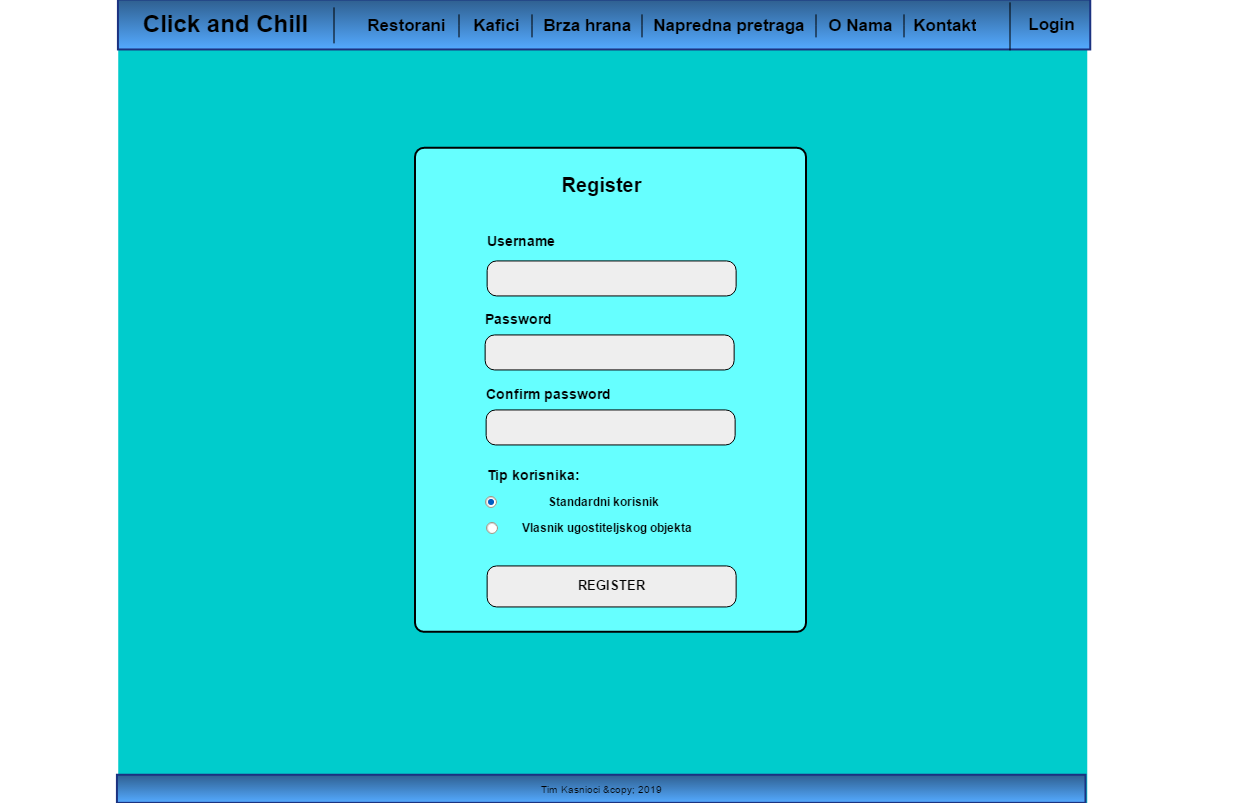 Click and Chill Restorani Kafici Brza hrana Napredna pretraga O Nama Kontakt Login
Register
Username
Password
Confirm password
Tip korisnika:
Standardni korisnik
Vlasnik ugostiteljskog objekta
REGISTER
Tim Kasnioci &copy; 2019